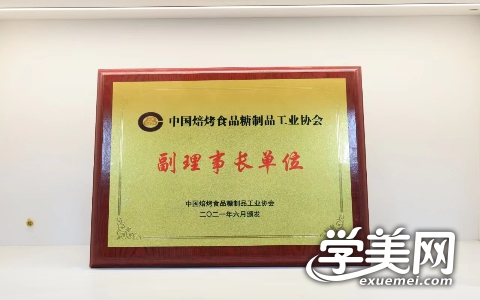 中国焙烤食品糖制品工业协会
副理事长单位
中国焙烤食品糖制品工业协会
二〇二一年六月颁发
学美网
exuemei.com